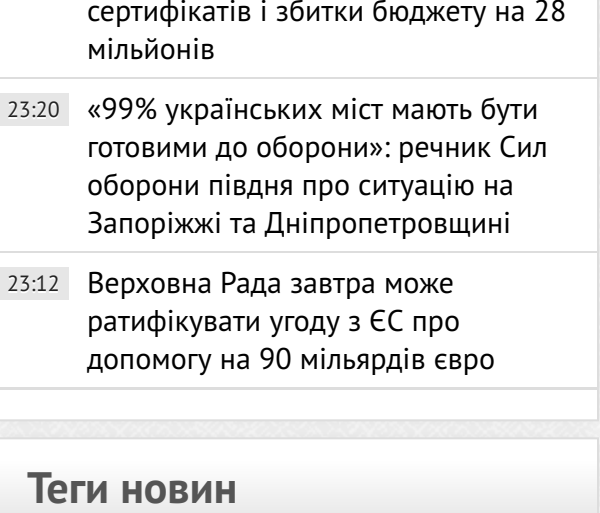 сертифікатів і збитки бюджету на 28
мільйонів
23:20 «99% українських міст мають бути
готовими до оборони»: речник Сил
оборони півдня про ситуацію на
Запоріжжі та Дніпропетровщині
23:12 Верховна Рада завтра може
ратифікувати угоду з ЄС про
допомогу на 90 мільярдів євро
Теги новин